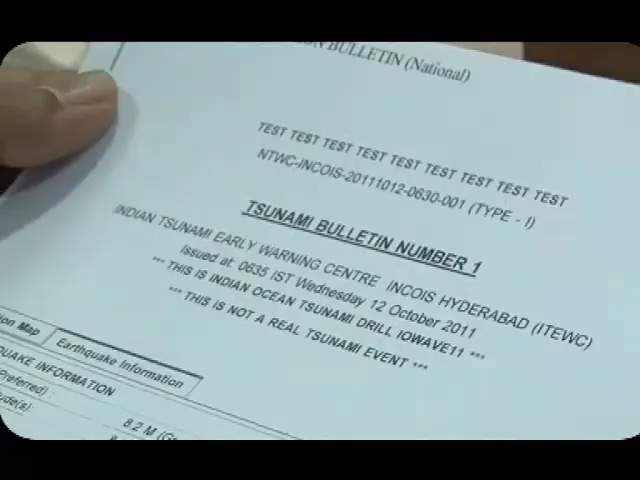 BULLETIN (National)
TEST TEST TEST TEST TEST TEST TEST TEST TEST
NTWC-INCOIS-20111012-0630-001 (TYPE - I)
TSUNAMI BULLETIN NUMBER 1
INDIAN TSUNAMI EARLY WARNING CENTRE INCOIS HYDERABAD (ITEWC)
Issued at: 0635 IST Wednesday 12 October 2011
*** THIS IS INDIAN OCEAN TSUNAMI DRILL IOWAVE11 ***
*** THIS IS NOT A REAL TSUNAMI EVENT ***
Map Earthquake Information
INFORMATION
Preferred) :
8.2 M